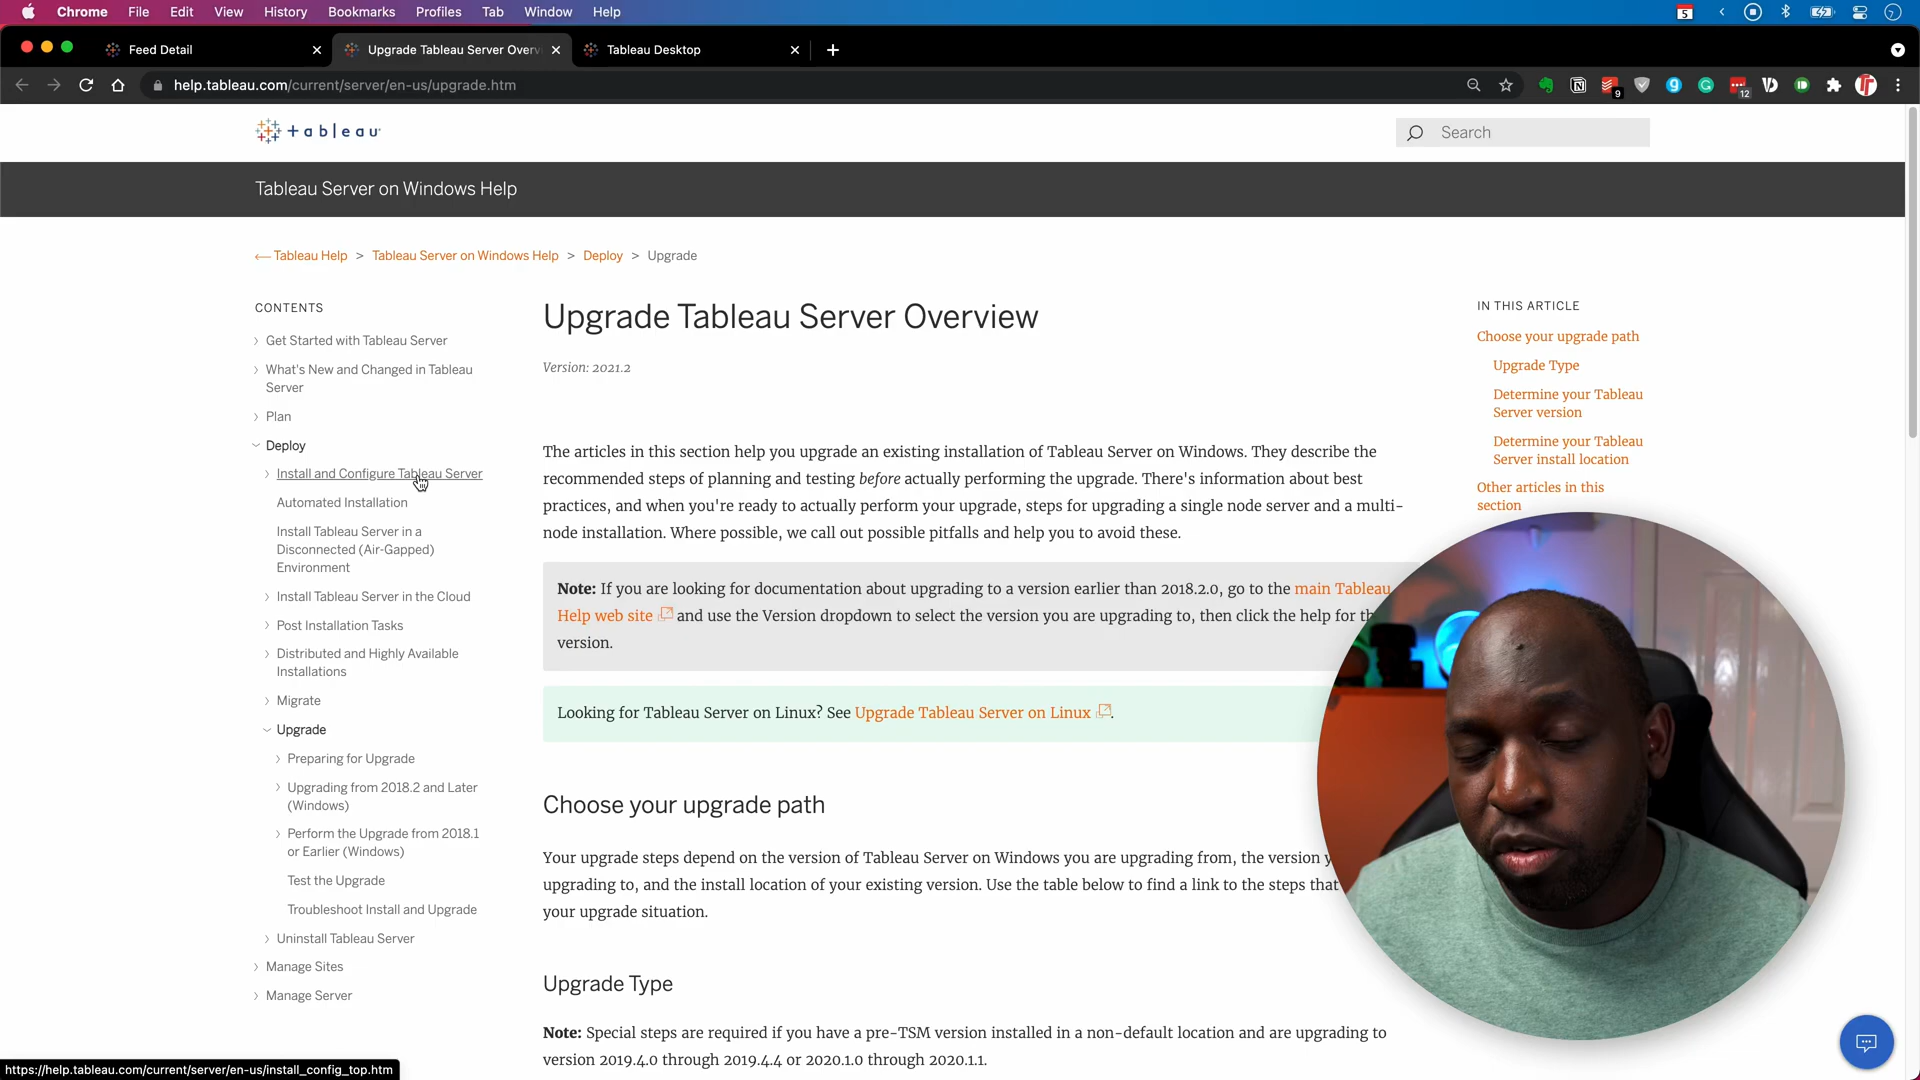 Chrome File Edit View History Bookmarks Profiles Tab Window Help
5
Feed Detail
Upgrade Tableau Server Overv
Tableau Desktop
help.tableau.com/current/server/en-us/upgrade.htm
9
12
tableau
Search
Tableau Server on Windows Help
Tableau Help > Tableau Server on Windows Help > Deploy > Upgrade
CONTENTS
Get Started with Tableau Server
What's New and Changed in Tableau
Server
Plan
Deploy
Install and Configure Tableau Server
Automated Installation
Install Tableau Server in a
Disconnected (Air-Gapped)
Environment
Install Tableau Server in the Cloud
Post Installation Tasks
Distributed and Highly Available
Installations
Migrate
Upgrade
Preparing for Upgrade
Upgrading from 2018.2 and Later
(Windows)
Perform the Upgrade from 2018.1
or Earlier (Windows)
Test the Upgrade
Troubleshoot Install and Upgrade
Uninstall Tableau Server
Manage Sites
Manage Server
Upgrade Tableau Server Overview
Version: 2021.2
The articles in this section help you upgrade an existing installation of Tableau Server on Windows. They describe the
recommended steps of planning and testing before actually performing the upgrade. There's information about best
practices, and when you're ready to actually perform your upgrade, steps for upgrading a single node server and a multi-
node installation. Where possible, we call out possible pitfalls and help you to avoid these.
Note: If you are looking for documentation about upgrading to a version earlier than 2018.2.0, go to the main Tableau
Help web site and use the Version dropdown to select the version you are upgrading to, then click the help for
version.
Looking for Tableau Server on Linux? See Upgrade Tableau Server on Linux.
Choose your upgrade path
Your upgrade steps depend on the version of Tableau Server on Windows you are upgrading from, the version
upgrading to, and the install location of your existing version. Use the table below to find a link to the steps that
your upgrade situation.
Upgrade Type
Note: Special steps are required if you have a pre-TSM version installed in a non-default location and are upgrading to
version 2019.4.0 through 2019.4.4 or 2020.1.0 through 2020.1.1.
IN THIS ARTICLE
Choose your upgrade path
Upgrade Type
Determine your Tableau
Server version
Determine your Tableau
Server install location
Other articles in this
section
https://help.tableau.com/current/server/en-us/install_config_top.htm